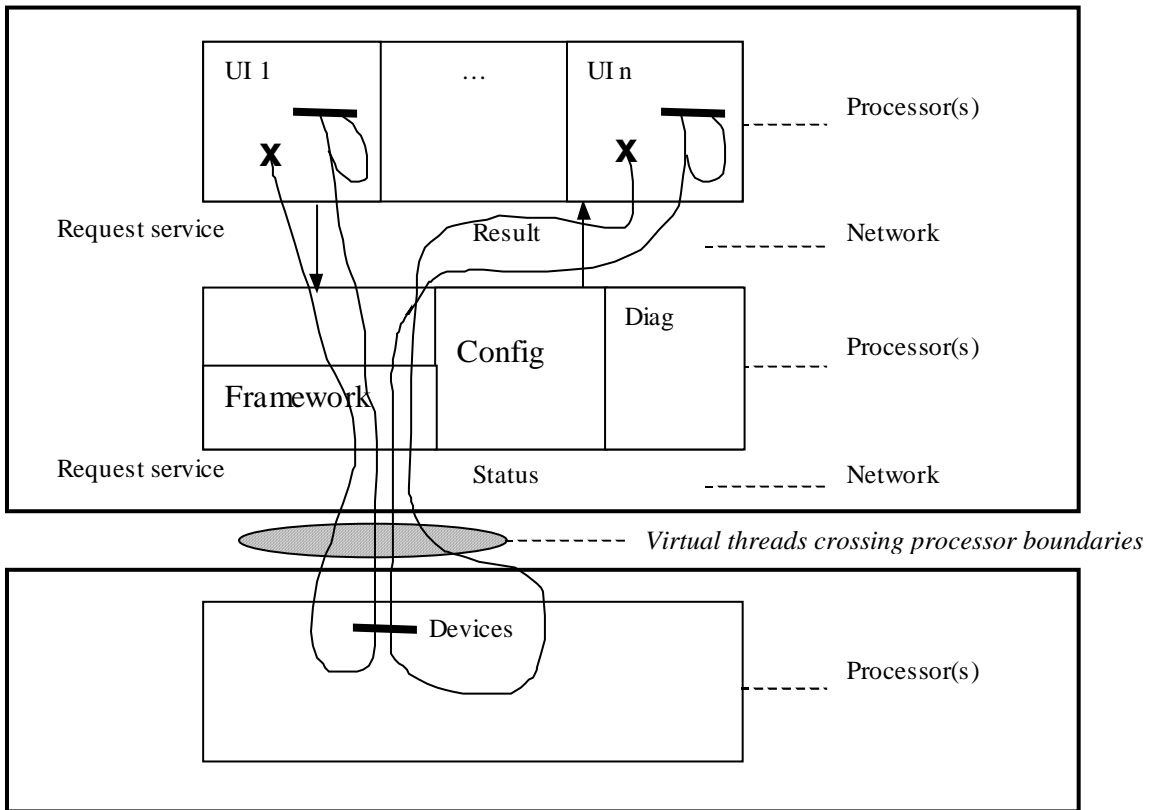 UI 1
…
UI n
Processor(s)
Request service
Result
Network
Diag
Config
Processor(s)
Framework
Request service
Status
Network
Virtual threads crossing processor boundaries
Devices
Processor(s)